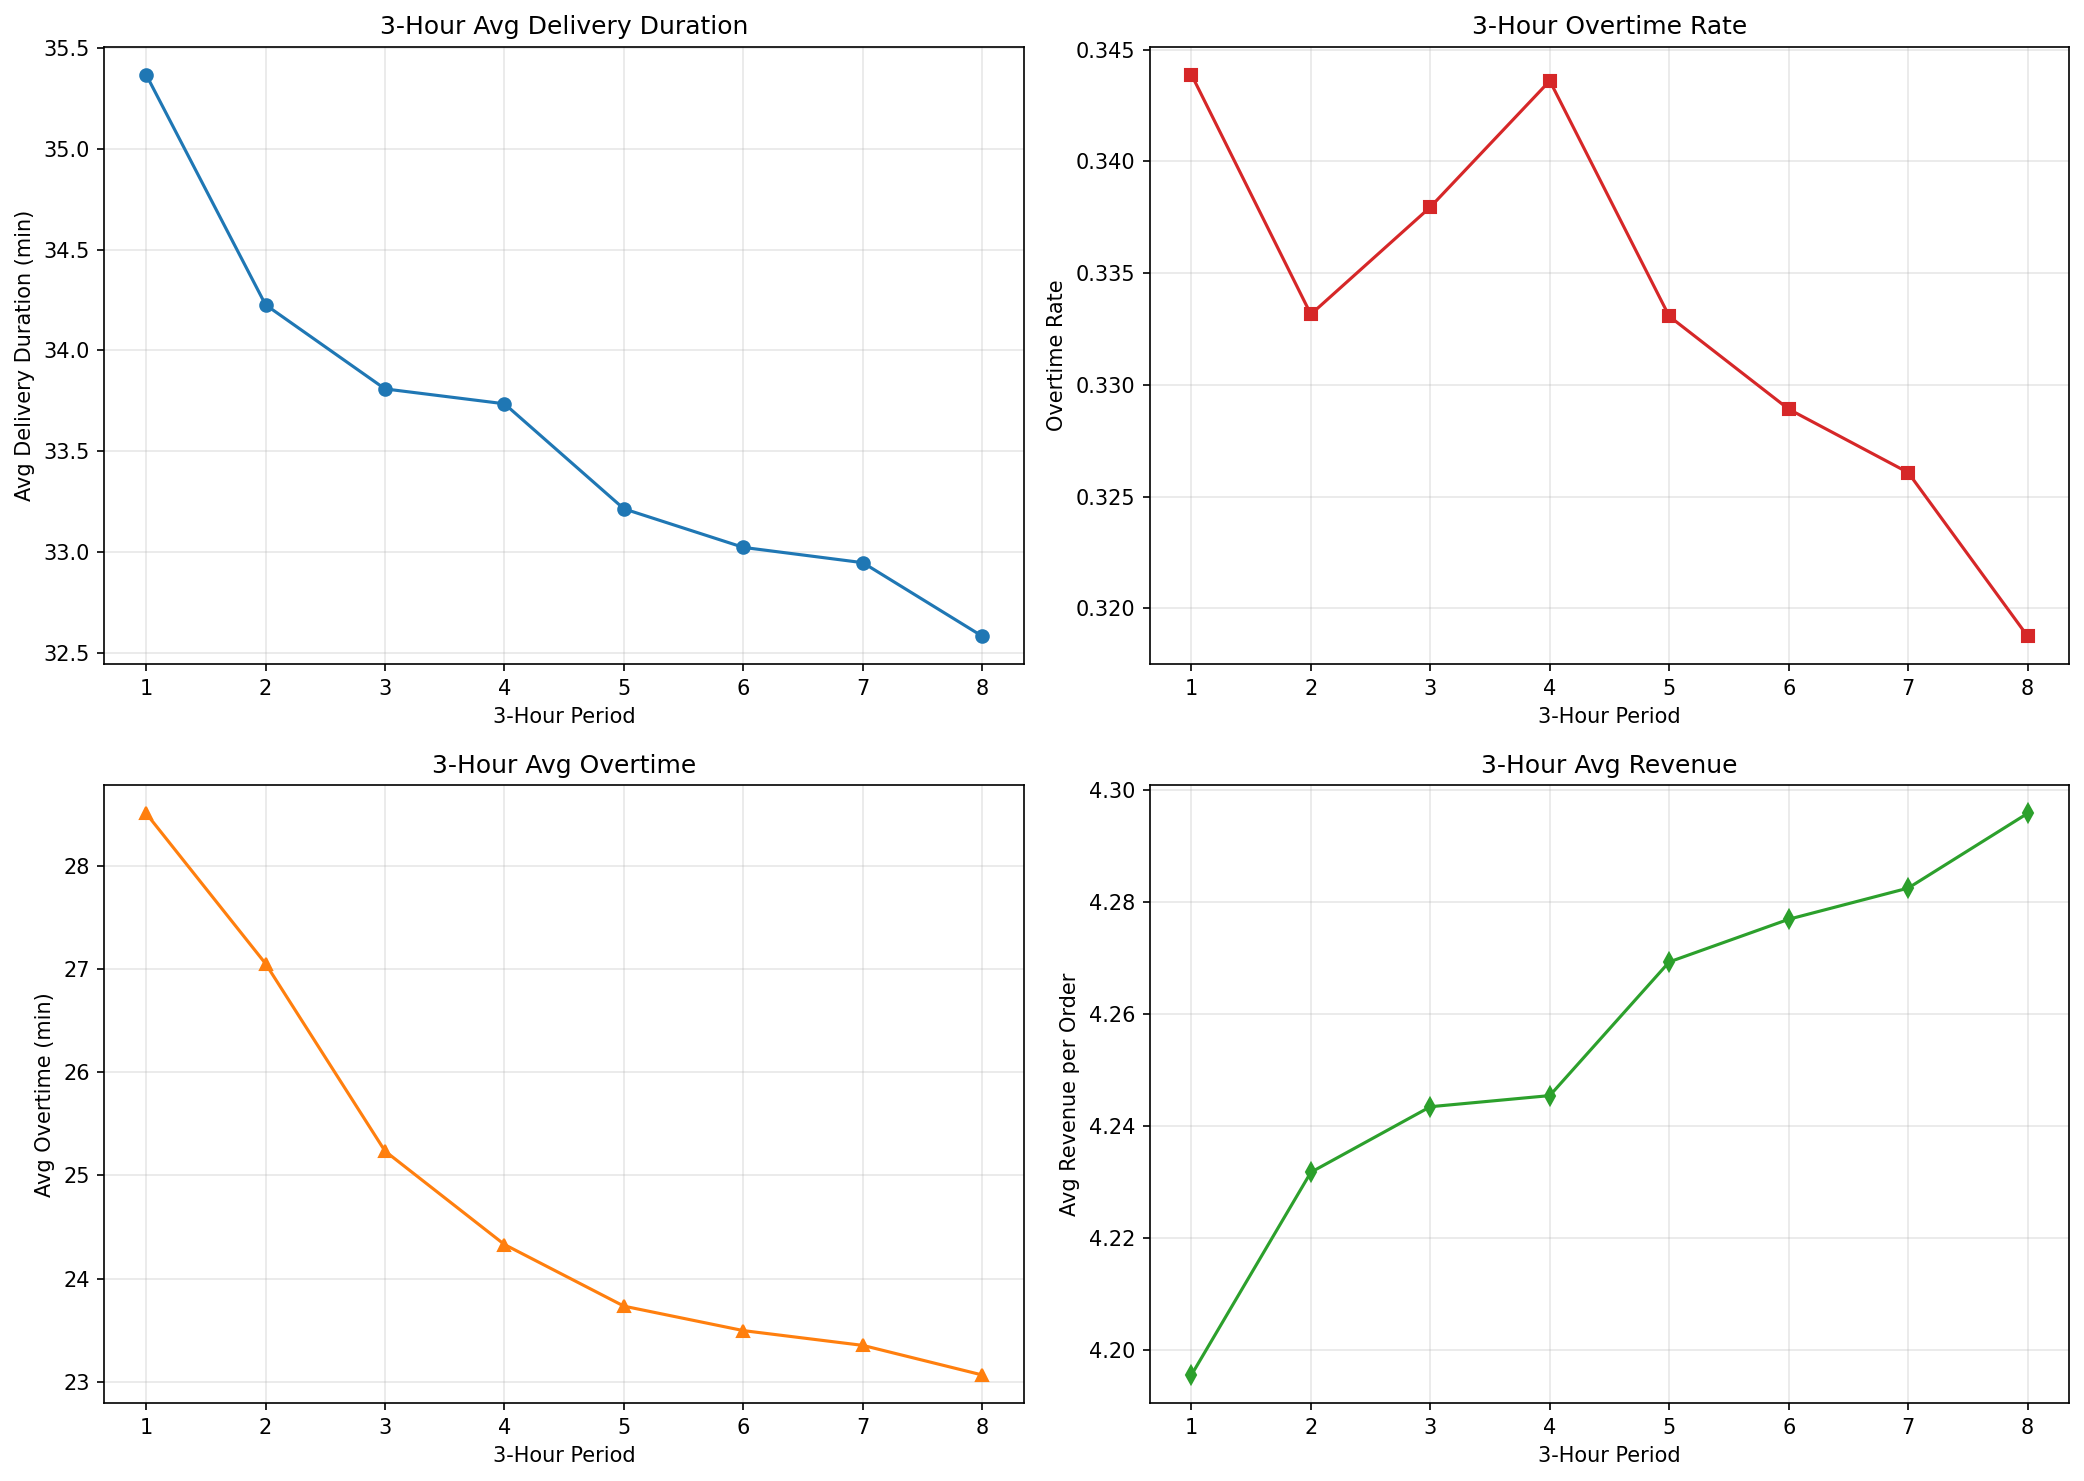 3-Hour Avg Delivery Duration
Avg Delivery Duration (min)
35.5
35.0
34.5
34.0
33.5
33.0
32.5
1 2 3 4 5 6 7 8
3-Hour Period
3-Hour Overtime Rate
Overtime Rate
0.345
0.340
0.335
0.330
0.325
0.320
1 2 3 4 5 6 7 8
3-Hour Period
3-Hour Avg Overtime
Avg Overtime (min)
28
27
26
25
24
23
1 2 3 4 5 6 7 8
3-Hour Period
3-Hour Avg Revenue
Avg Revenue per Order
4.30
4.28
4.26
4.24
4.22
4.20
1 2 3 4 5 6 7 8
3-Hour Period